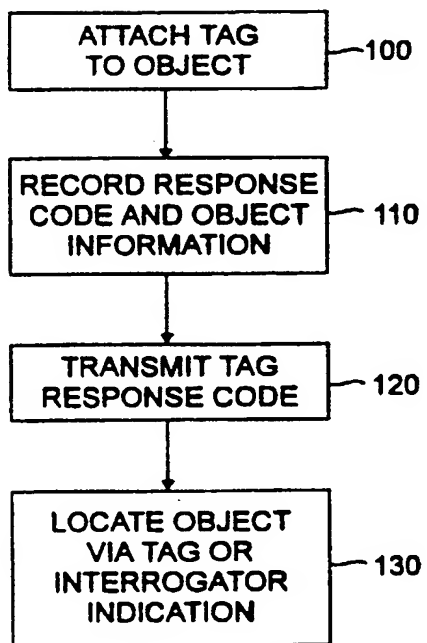 ATTACH TAG
TO OBJECT
100
RECORD RESPONSE
CODE AND OBJECT
INFORMATION
110
TRANSMIT TAG
RESPONSE CODE
120
LOCATE OBJECT
VIA TAG OR
INTERROGATOR
INDICATION
130